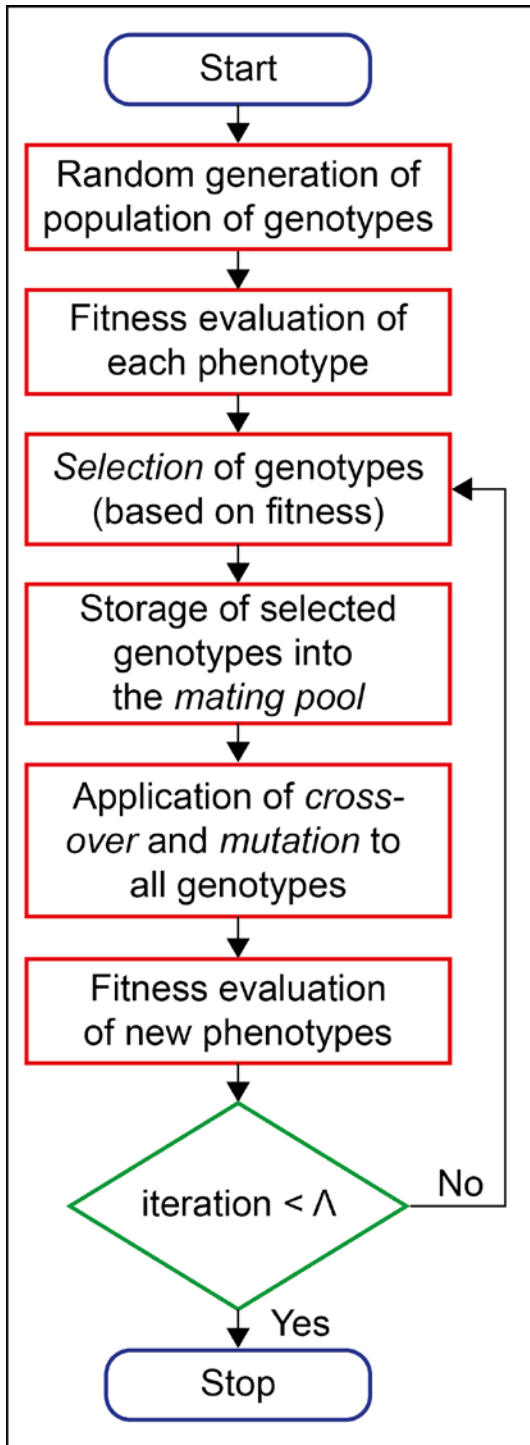 Start
Random generation of
population of genotypes
Fitness evaluation of
each phenotype
Selection of genotypes
(based on fitness)
Storage of selected
genotypes into
the mating pool
Application of cross-
over and mutation to
all genotypes
Fitness evaluation
of new phenotypes
iteration < Λ
No
Yes
Stop